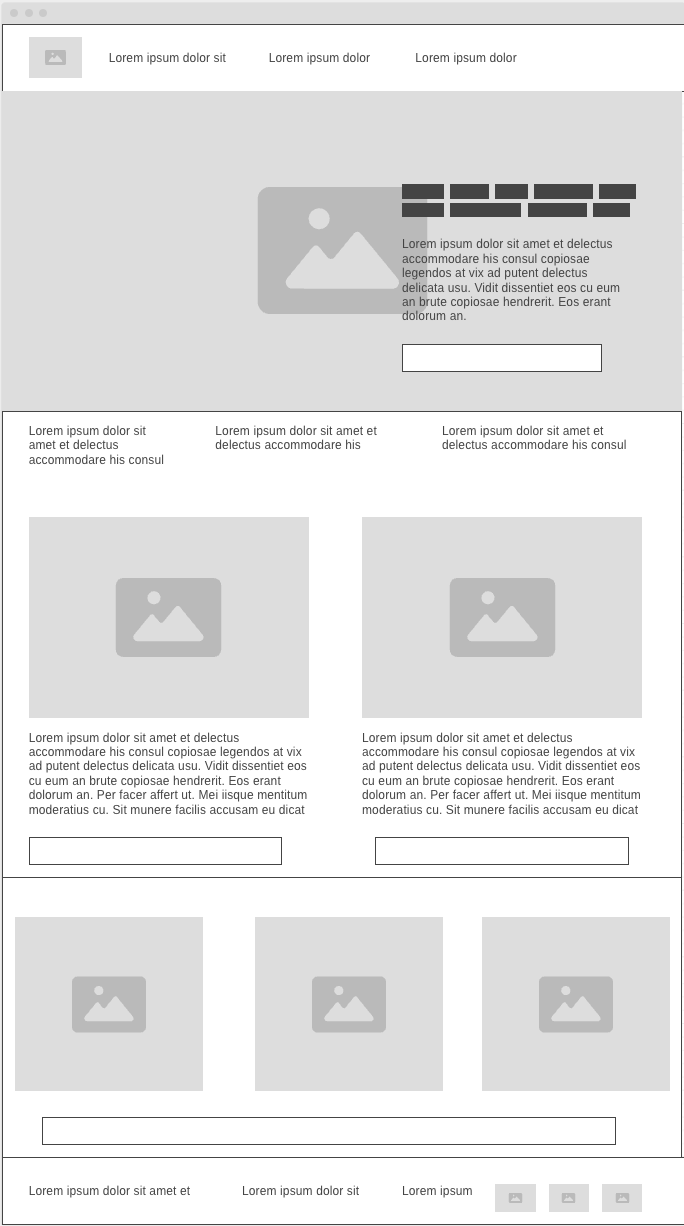 Lorem ipsum dolor sit
Lorem ipsum dolor
Lorem ipsum dolor
Lorem ipsum dolor sit amet et delectus
accommodare his consul copiosae
legendos at vix ad putent delectus
delicata usu. Vidit dissentiet eos cu eum
an brute copiosae hendrerit. Eos erant
dolorum an.
Lorem ipsum dolor sit
amet et delectus
accommodare his consul
Lorem ipsum dolor sit amet et
delectus accommodare his
Lorem ipsum dolor sit amet et
delectus accommodare his consul
Lorem ipsum dolor sit amet et delectus
accommodare his consul copiosae legendos at vix
ad putent delectus delicata usu. Vidit dissentiet eos
cu eum an brute copiosae hendrerit. Eos erant
dolorum an. Per facer affert ut. Mei iisque mentitum
moderatius cu. Sit munere facilis accusam eu dicat
Lorem ipsum dolor sit amet et delectus
accommodare his consul copiosae legendos at vix
ad putent delectus delicata usu. Vidit dissentiet eos
cu eum an brute copiosae hendrerit. Eos erant
dolorum an. Per facer affert ut. Mei iisque mentitum
moderatius cu. Sit munere facilis accusam eu dicat
Lorem ipsum dolor sit amet et
Lorem ipsum dolor sit
Lorem ipsum